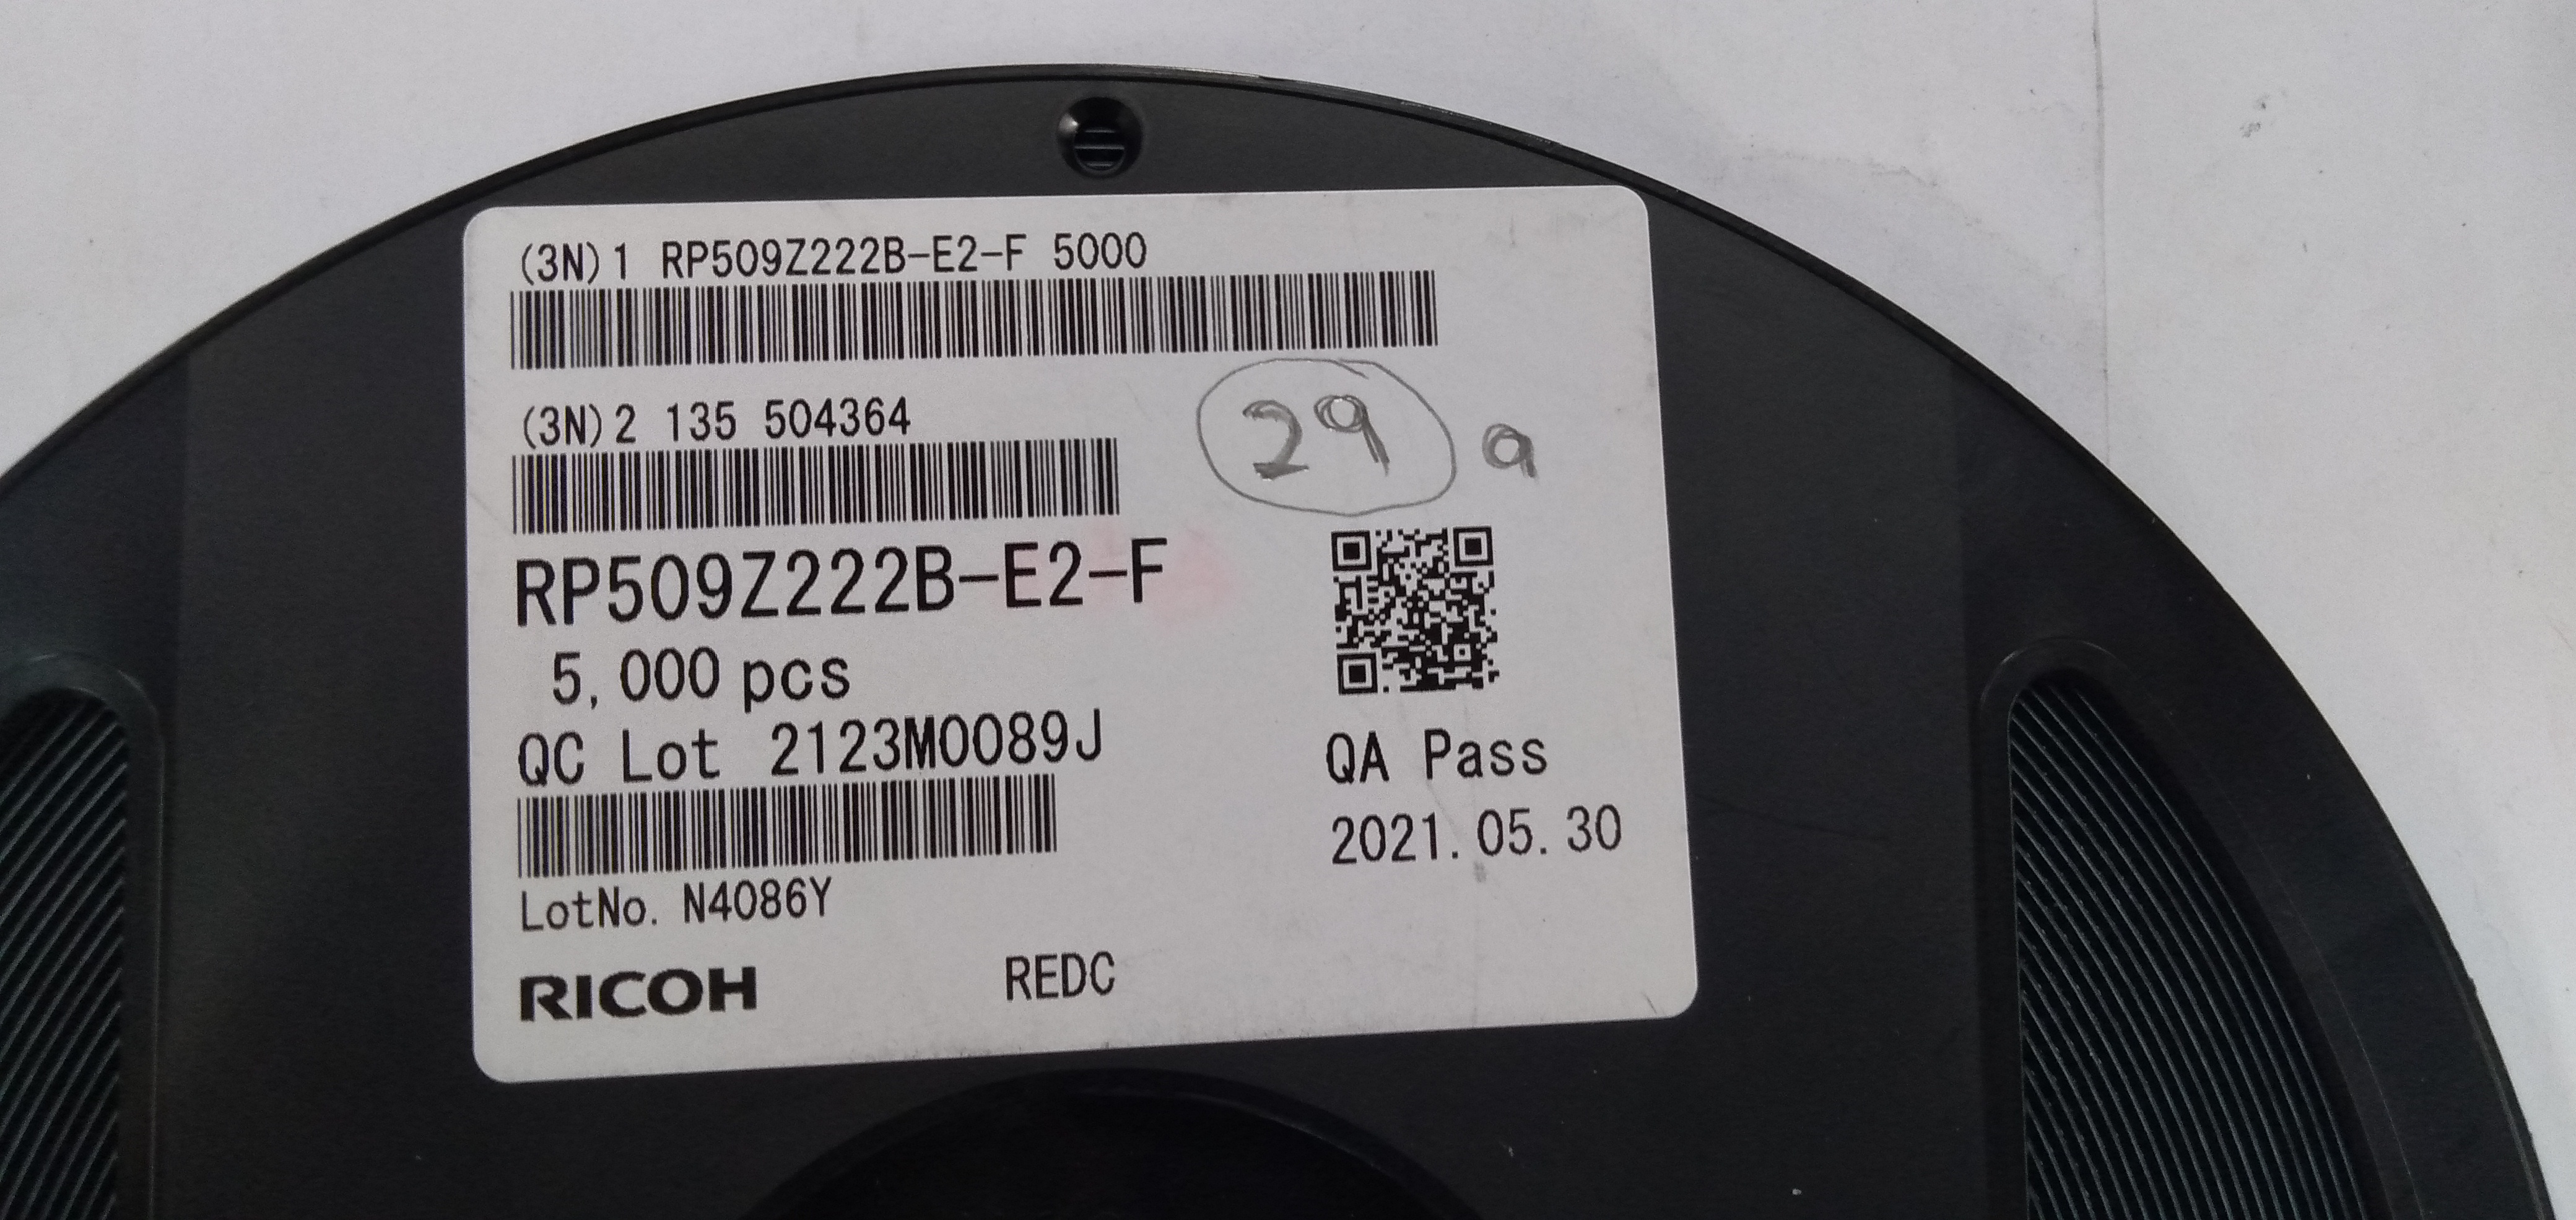 (3N)1 RP509Z222B-E2-F 5000
(3N)2 135 504364
29 a
RP509Z222B-E2-F
5,000 pcs
QC Lot 2123M0089J
QA Pass
2021.05.30
LotNo. N4086Y
RICOH REDC